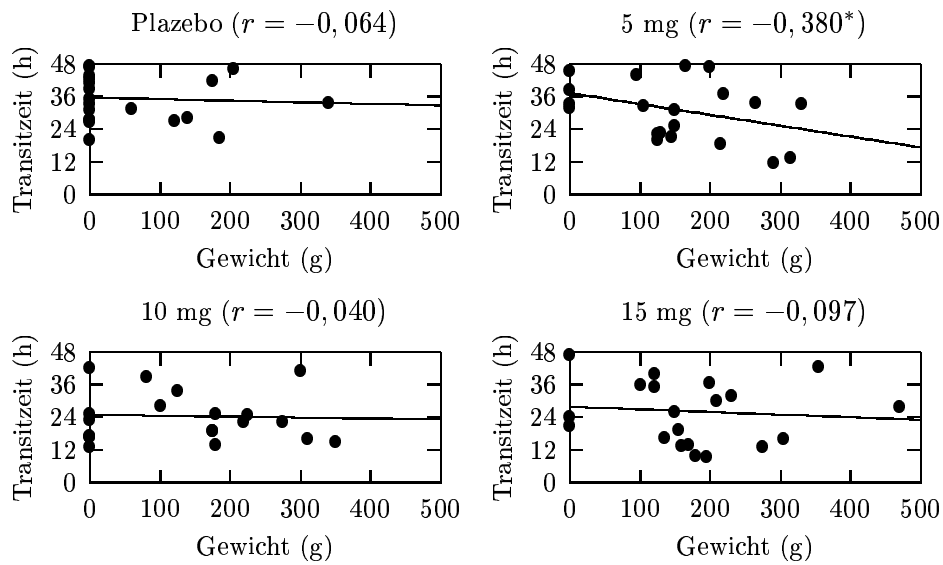 Plazebo (r = −0, 064)
Transitzeit (h)
48
36
24
12
0
0 100 200 300 400 500
Gewicht (g)
5 mg (r = −0, 380*)
Transitzeit (h)
48
36
24
12
0
0 100 200 300 400 500
Gewicht (g)
10 mg (r = −0, 040)
Transitzeit (h)
48
36
24
12
0
0 100 200 300 400 500
Gewicht (g)
15 mg (r = −0, 097)
Transitzeit (h)
48
36
24
12
0
0 100 200 300 400 500
Gewicht (g)